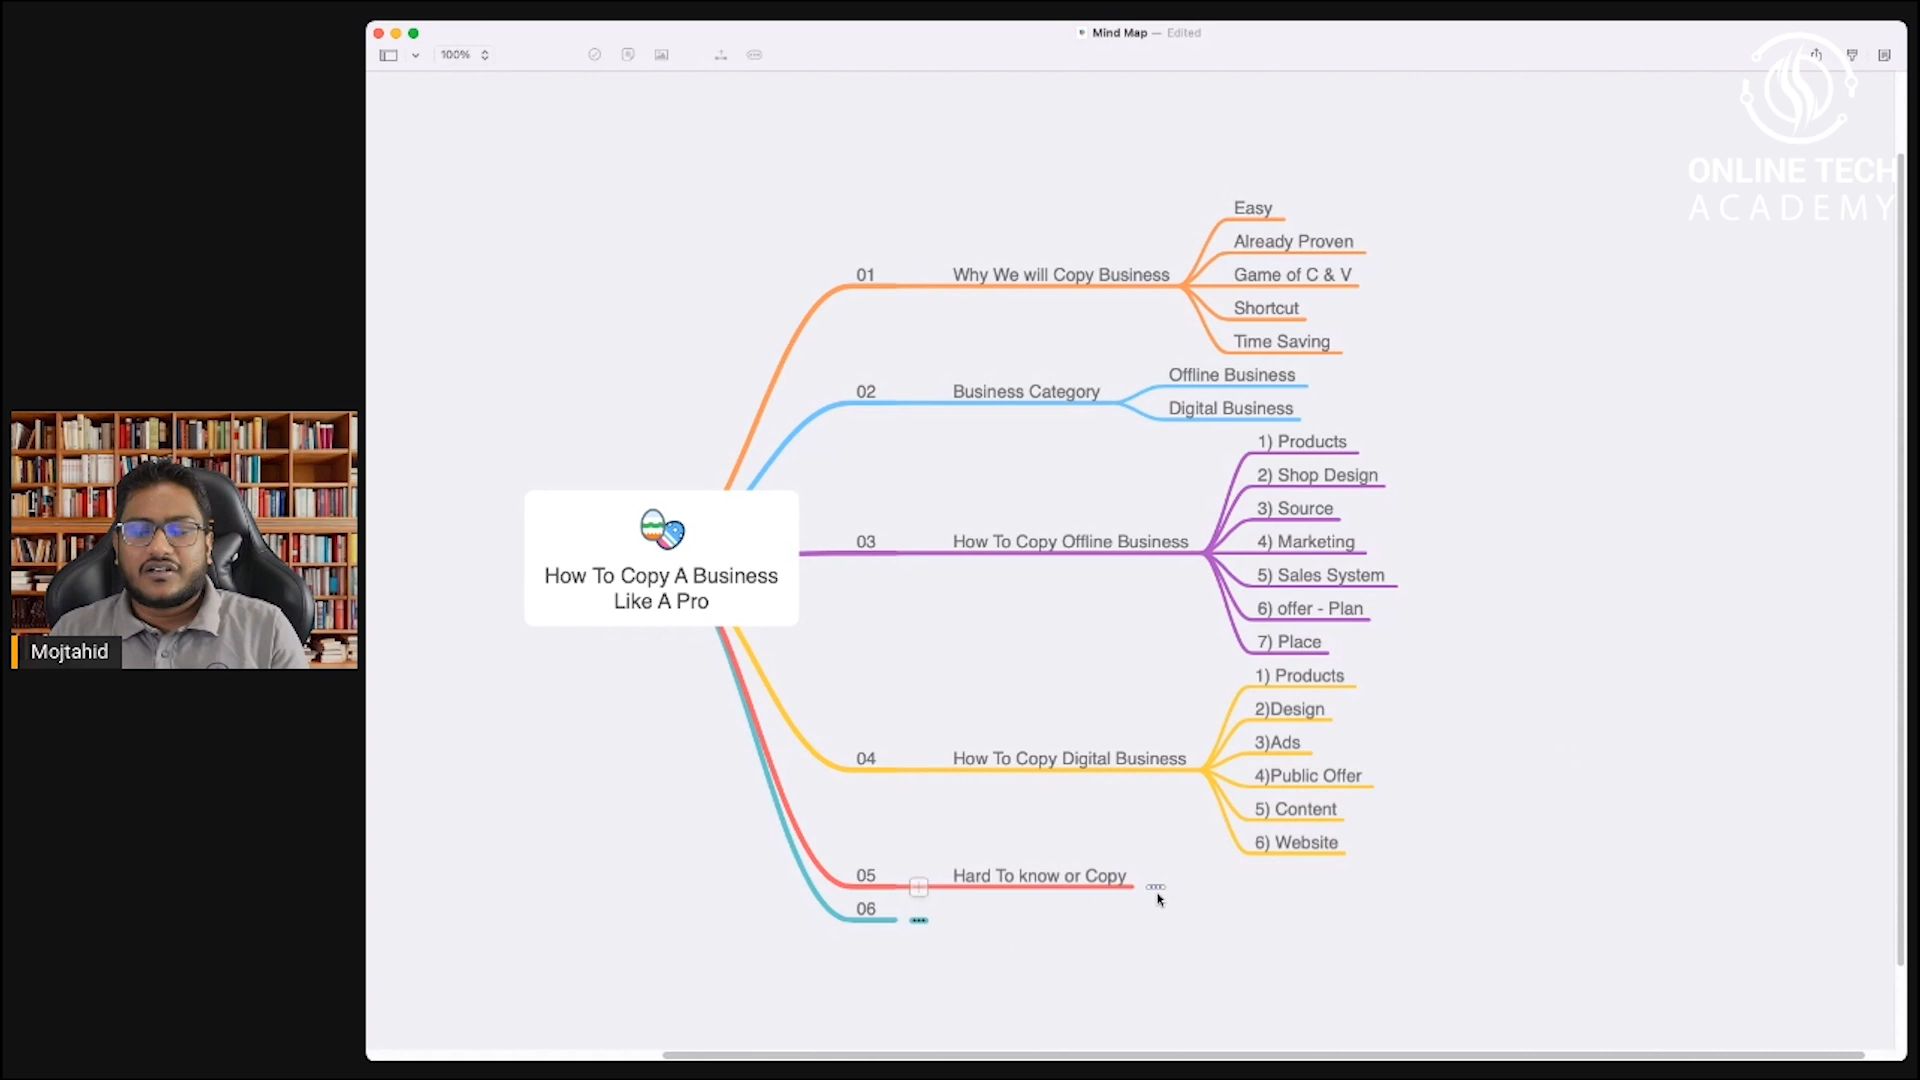 Mind Map — Edited
100%
ONLINE TECH
ACADEMY
Easy
Already Proven
01
Why We will Copy Business
Game of C & V
Shortcut
Time Saving
02
Business Category
Offline Business
Digital Business
1) Products
2) Shop Design
3) Source
03
How To Copy Offline Business
4) Marketing
5) Sales System
6) offer - Plan
7) Place
How To Copy A Business
Like A Pro
Mojtahid
1) Products
2)Design
3)Ads
04
How To Copy Digital Business
4)Public Offer
5) Content
6) Website
05
Hard To know or Copy
06